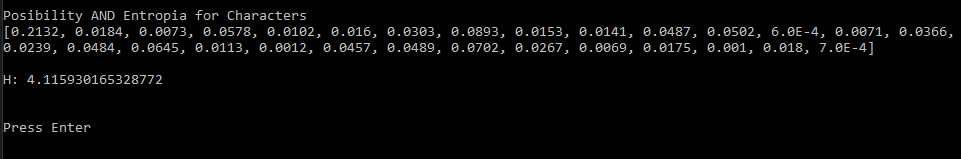 Posibility AND Entropia for Characters
[0.2132, 0.0184, 0.0073, 0.0578, 0.0102, 0.016, 0.0303, 0.0893, 0.0153, 0.0141, 0.0487, 0.0502, 6.0E-4, 0.0071, 0.0366,
0.0239, 0.0484, 0.0645, 0.0113, 0.0012, 0.0457, 0.0489, 0.0702, 0.0267, 0.0069, 0.0175, 0.001, 0.018, 7.0E-4]
H: 4.115930165328772
Press Enter